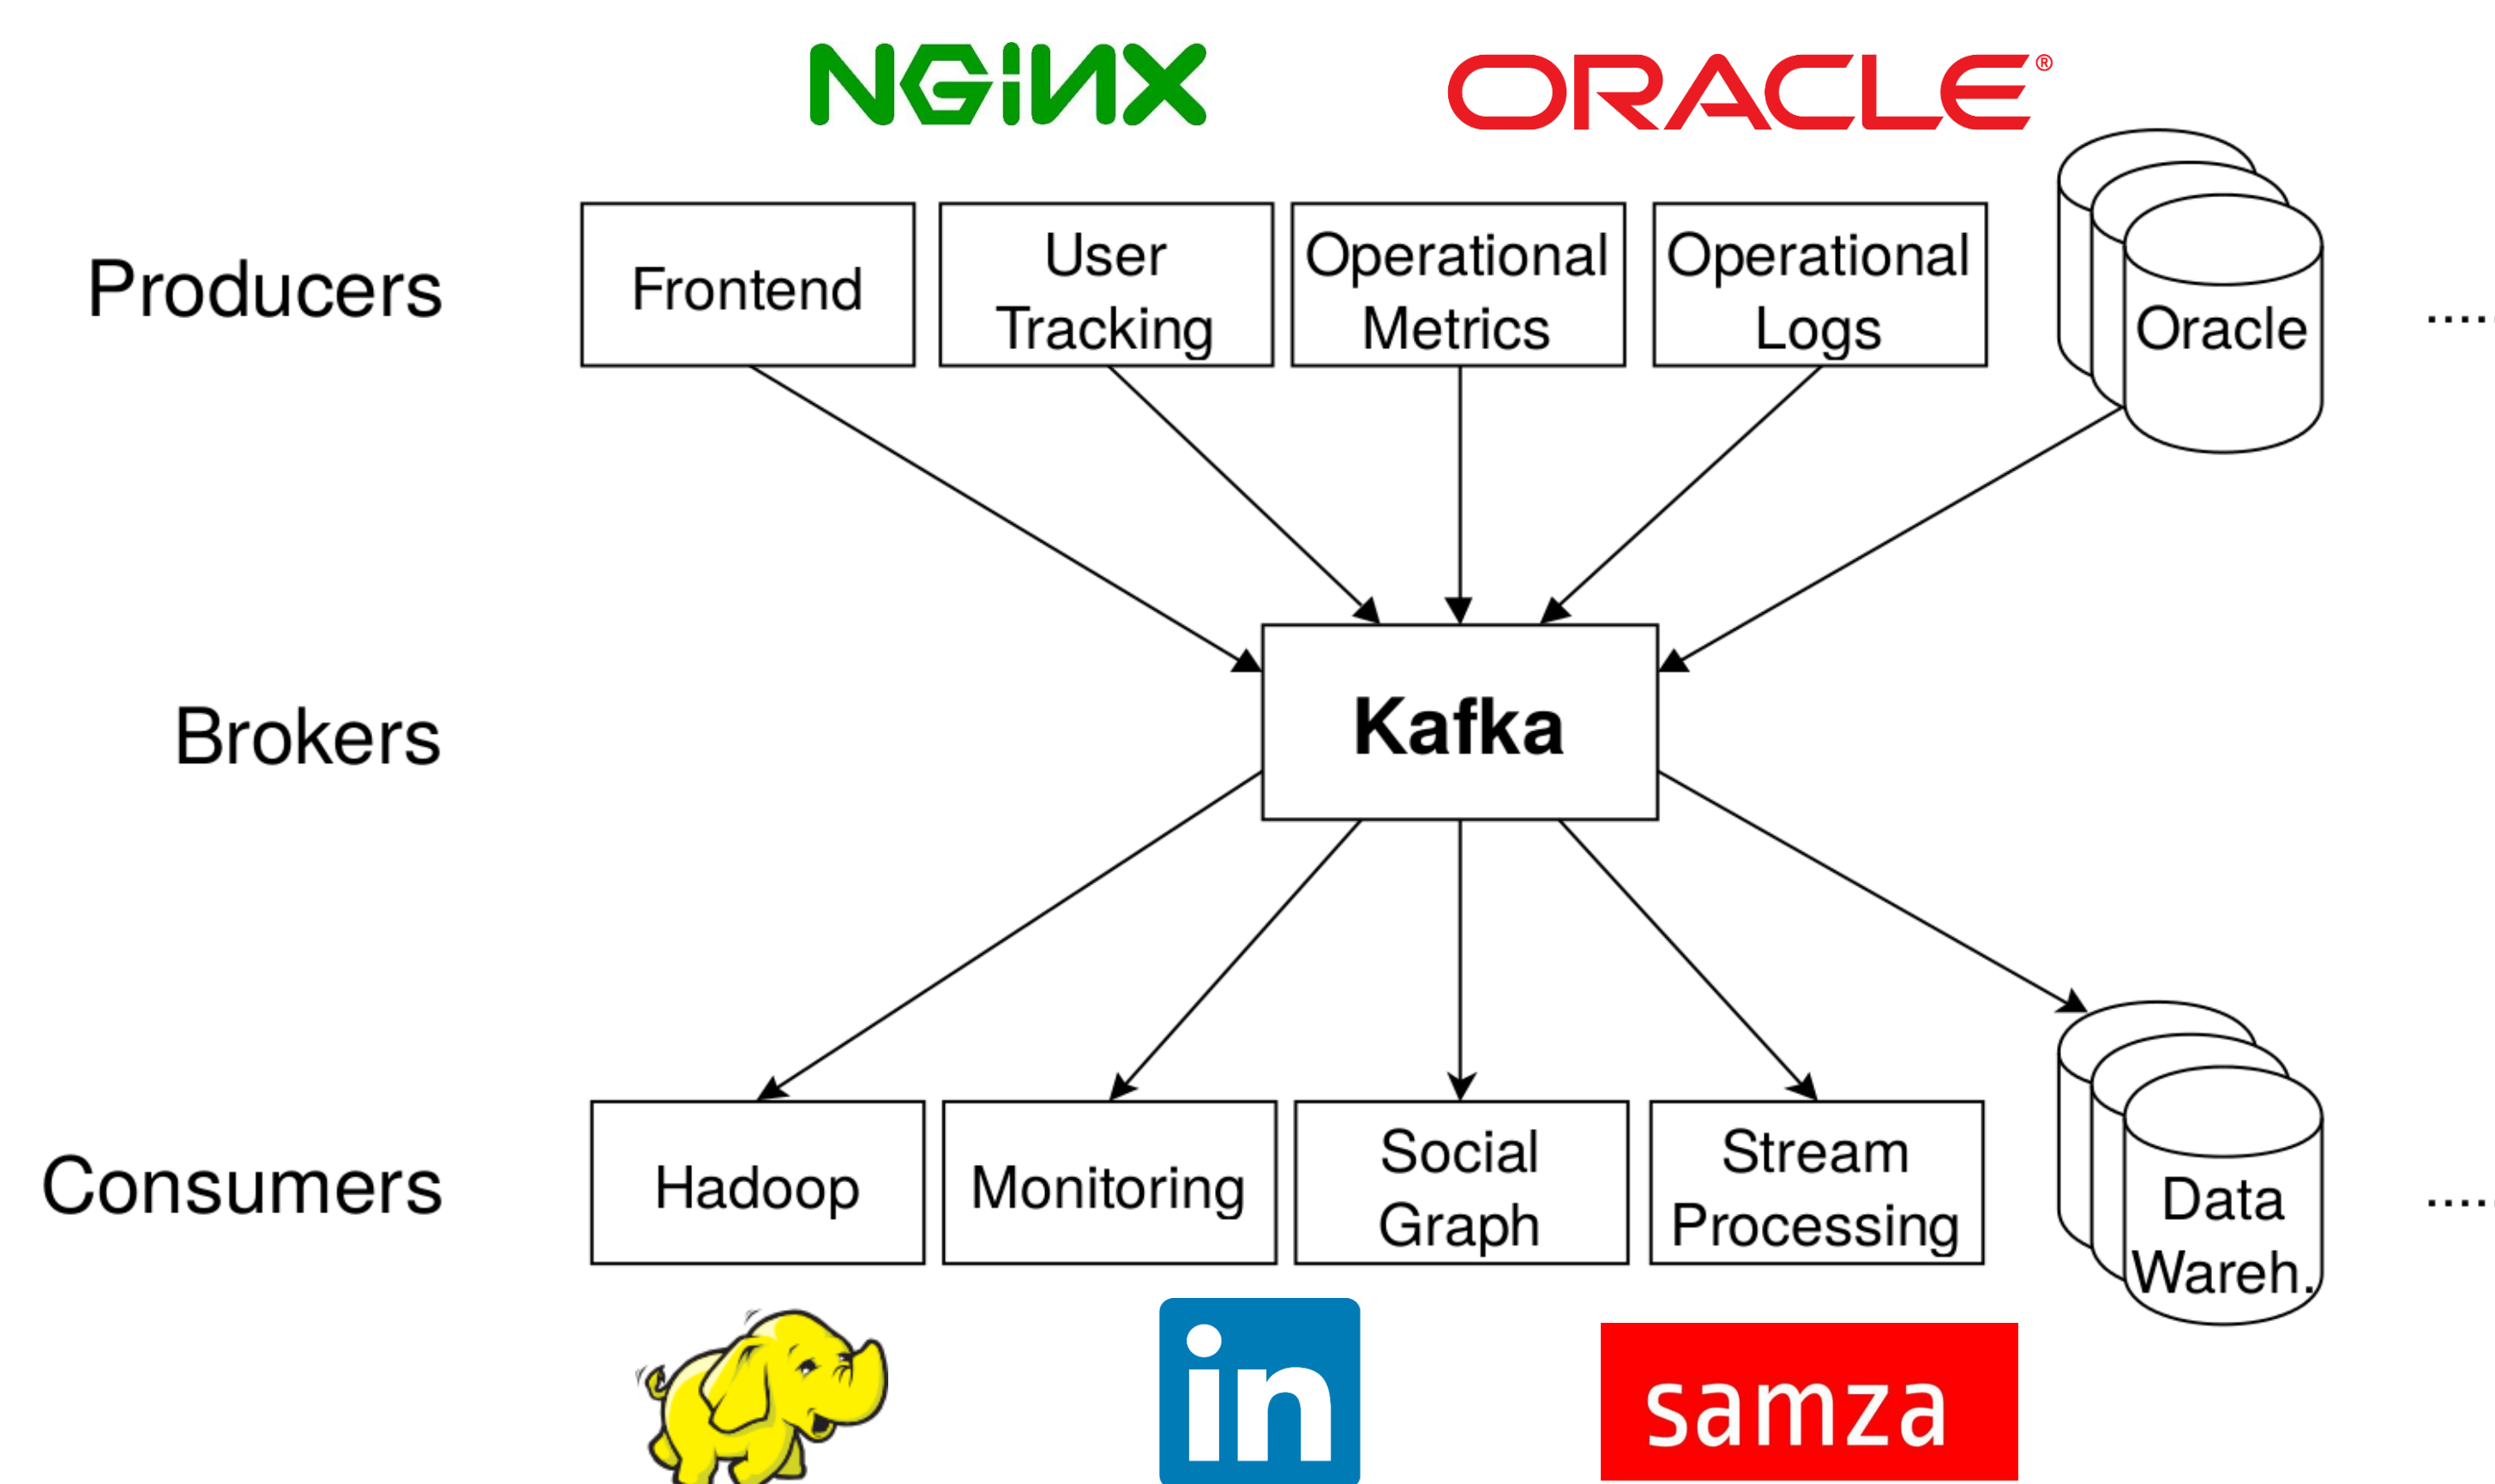 NGINX
ORACLE®
Producers
Frontend
User
Tracking
Operational
Metrics
Operational
Logs
Oracle
.....
Brokers
Kafka
Consumers
Hadoop
Monitoring
Social
Graph
Stream
Processing
Data
Wareh.
.....
in
samza